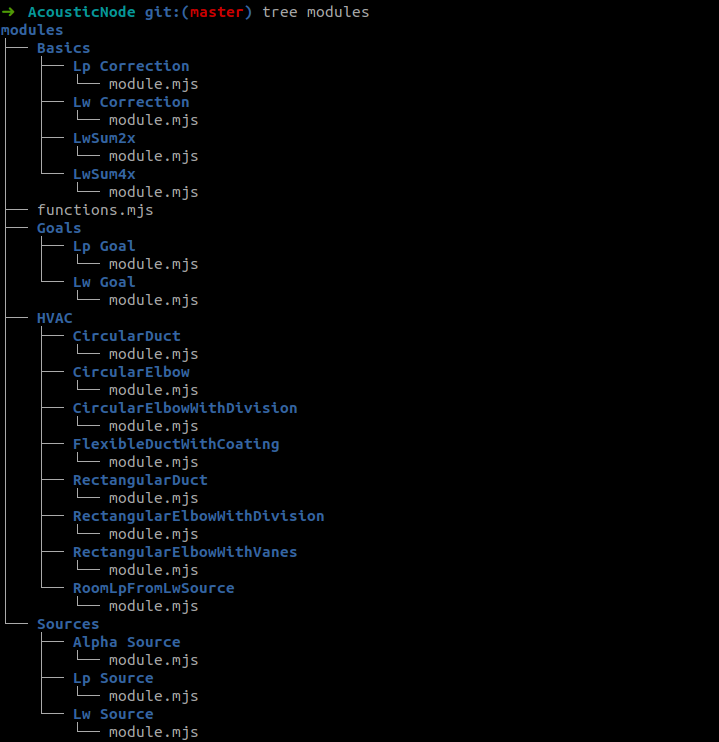 ➜  AcousticNode git:(master) tree modules
modules
├── Basics
│   ├── Lp Correction
│   │   └── module.mjs
│   ├── Lw Correction
│   │   └── module.mjs
│   ├── LwSum2x
│   │   └── module.mjs
│   └── LwSum4x
│       └── module.mjs
├── functions.mjs
├── Goals
│   ├── Lp Goal
│   │   └── module.mjs
│   └── Lw Goal
│       └── module.mjs
├── HVAC
│   ├── CircularDuct
│   │   └── module.mjs
│   ├── CircularElbow
│   │   └── module.mjs
│   ├── CircularElbowWithDivision
│   │   └── module.mjs
│   ├── FlexibleDuctWithCoating
│   │   └── module.mjs
│   ├── RectangularDuct
│   │   └── module.mjs
│   ├── RectangularElbowWithDivision
│   │   └── module.mjs
│   ├── RectangularElbowWithVanes
│   │   └── module.mjs
│   └── RoomLpFromLwSource
│       └── module.mjs
└── Sources
    ├── Alpha Source
    │   └── module.mjs
    ├── Lp Source
    │   └── module.mjs
    └── Lw Source
        └── module.mjs